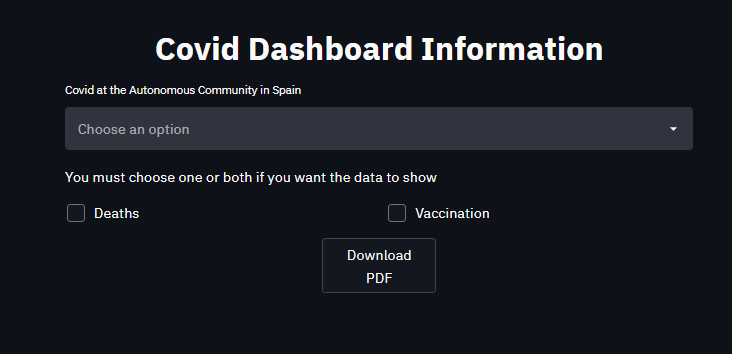 Covid Dashboard Information
Covid at the Autonomous Community in Spain
Choose an option
You must choose one or both if you want the data to show
Deaths
Vaccination
Download
PDF